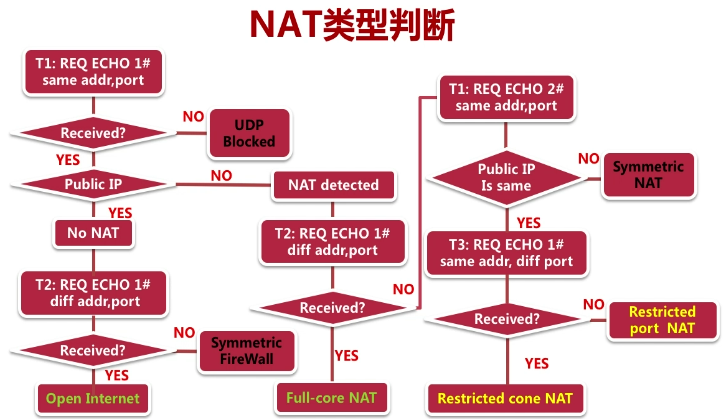 NAT类型判断
T1: REQ ECHO 1#
same addr,port
Received?
NO
UDP
Blocked
YES
Public IP
NO
NAT detected
YES
No NAT
T2: REQ ECHO 1#
diff addr,port
Received?
NO
Symmetric
FireWall
YES
Open Internet
T2: REQ ECHO 1#
diff addr,port
Received?
NO
YES
Full-core NAT
T1: REQ ECHO 2#
same addr,port
Public IP
Is same
NO
Symmetric
NAT
YES
T3: REQ ECHO 1#
same addr, diff port
Received?
NO
Restricted
port NAT
YES
Restricted cone NAT